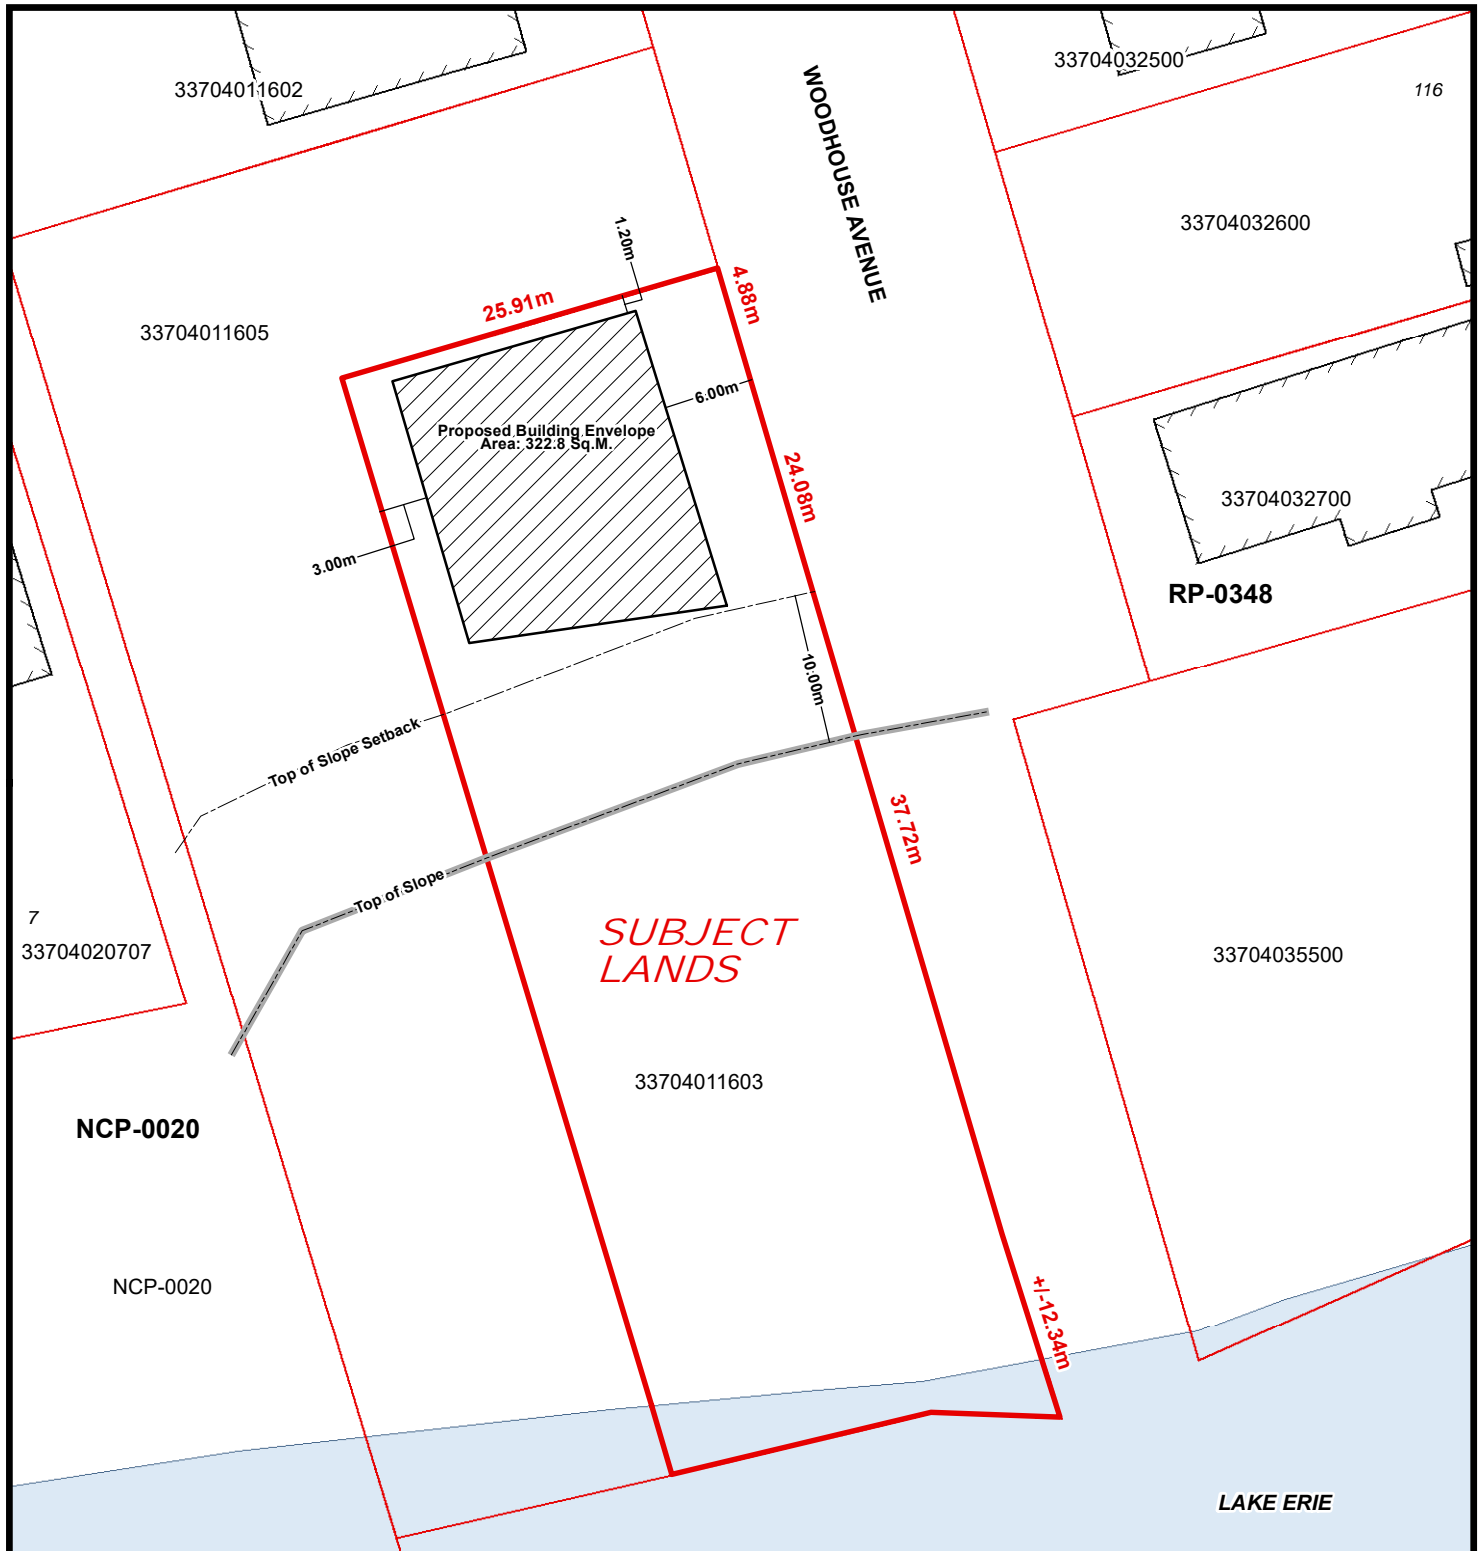 33704011602
33704032500
116
WOODHOUSE AVENUE
33704032600
1.20m
4.88m
25.91m
33704011605
6.00m
Proposed Building Envelope
Area: 322.8 Sq.M.
24.08m
33704032700
3.00m
RP-0348
10.00m
Top of Slope Setback
37.72m
Top of Slope
7
33704020707
SUBJECT
LANDS
33704035500
33704011603
NCP-0020
NCP-0020
+/-12.34m
LAKE ERIE